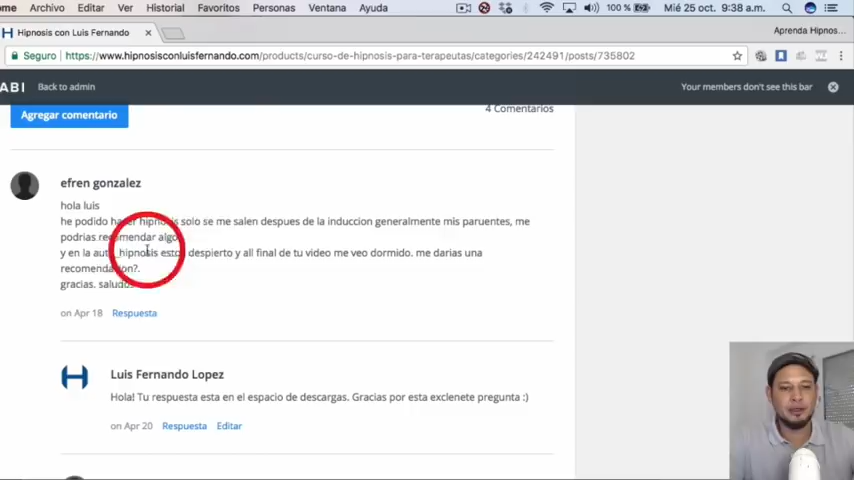 ome Archivo Editar Ver Historial Favoritos Personas Ventana Ayuda 100 % Mié 25 oct. 9:38 a.m.
Hipnosis con Luis Fernando Aprenda Hipnos...
Seguro https://www.hipnosisconluisfernando.com/products/curso-de-hipnosis-para-terapeutas/categories/242491/posts/735802
ABI Back to admin Your members don't see this bar
Agregar comentario 4 Comentarios
efren gonzalez
hola luis
he podido hacer hipnosis solo se me salen despues de la induccion generalmente mis paruentes, me
podrias recomendar algo
y en la auto_hipnosis estoy despierto y all final de tu video me veo dormido. me darias una
recomendacion?.
gracias. saludos
on Apr 18 Respuesta
Luis Fernando Lopez
Hola! Tu respuesta esta en el espacio de descargas. Gracias por esta exclenete pregunta :)
on Apr 20 Respuesta Editar